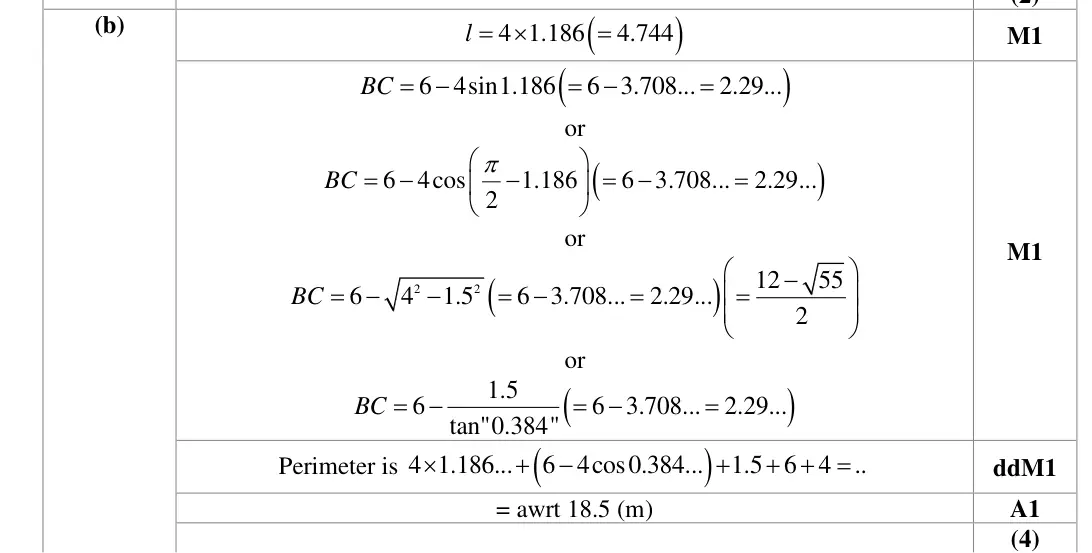 (2)
(b)
l = 4×1.186(= 4.744)
M1
BC = 6−4sin1.186(= 6−3.708... = 2.29...)
or
BC = 6−4cos(π/2 −1.186)(= 6−3.708... = 2.29...)
or
BC = 6− √(4²−1.5²) (= 6−3.708... = 2.29...)(= (12−√55)/2)
or
BC = 6− 1.5/tan"0.384" (= 6−3.708... = 2.29...)
M1
Perimeter is 4×1.186...+(6−4cos0.384...)+1.5+6+4 = ..
ddM1
= awrt 18.5 (m)
A1
(4)